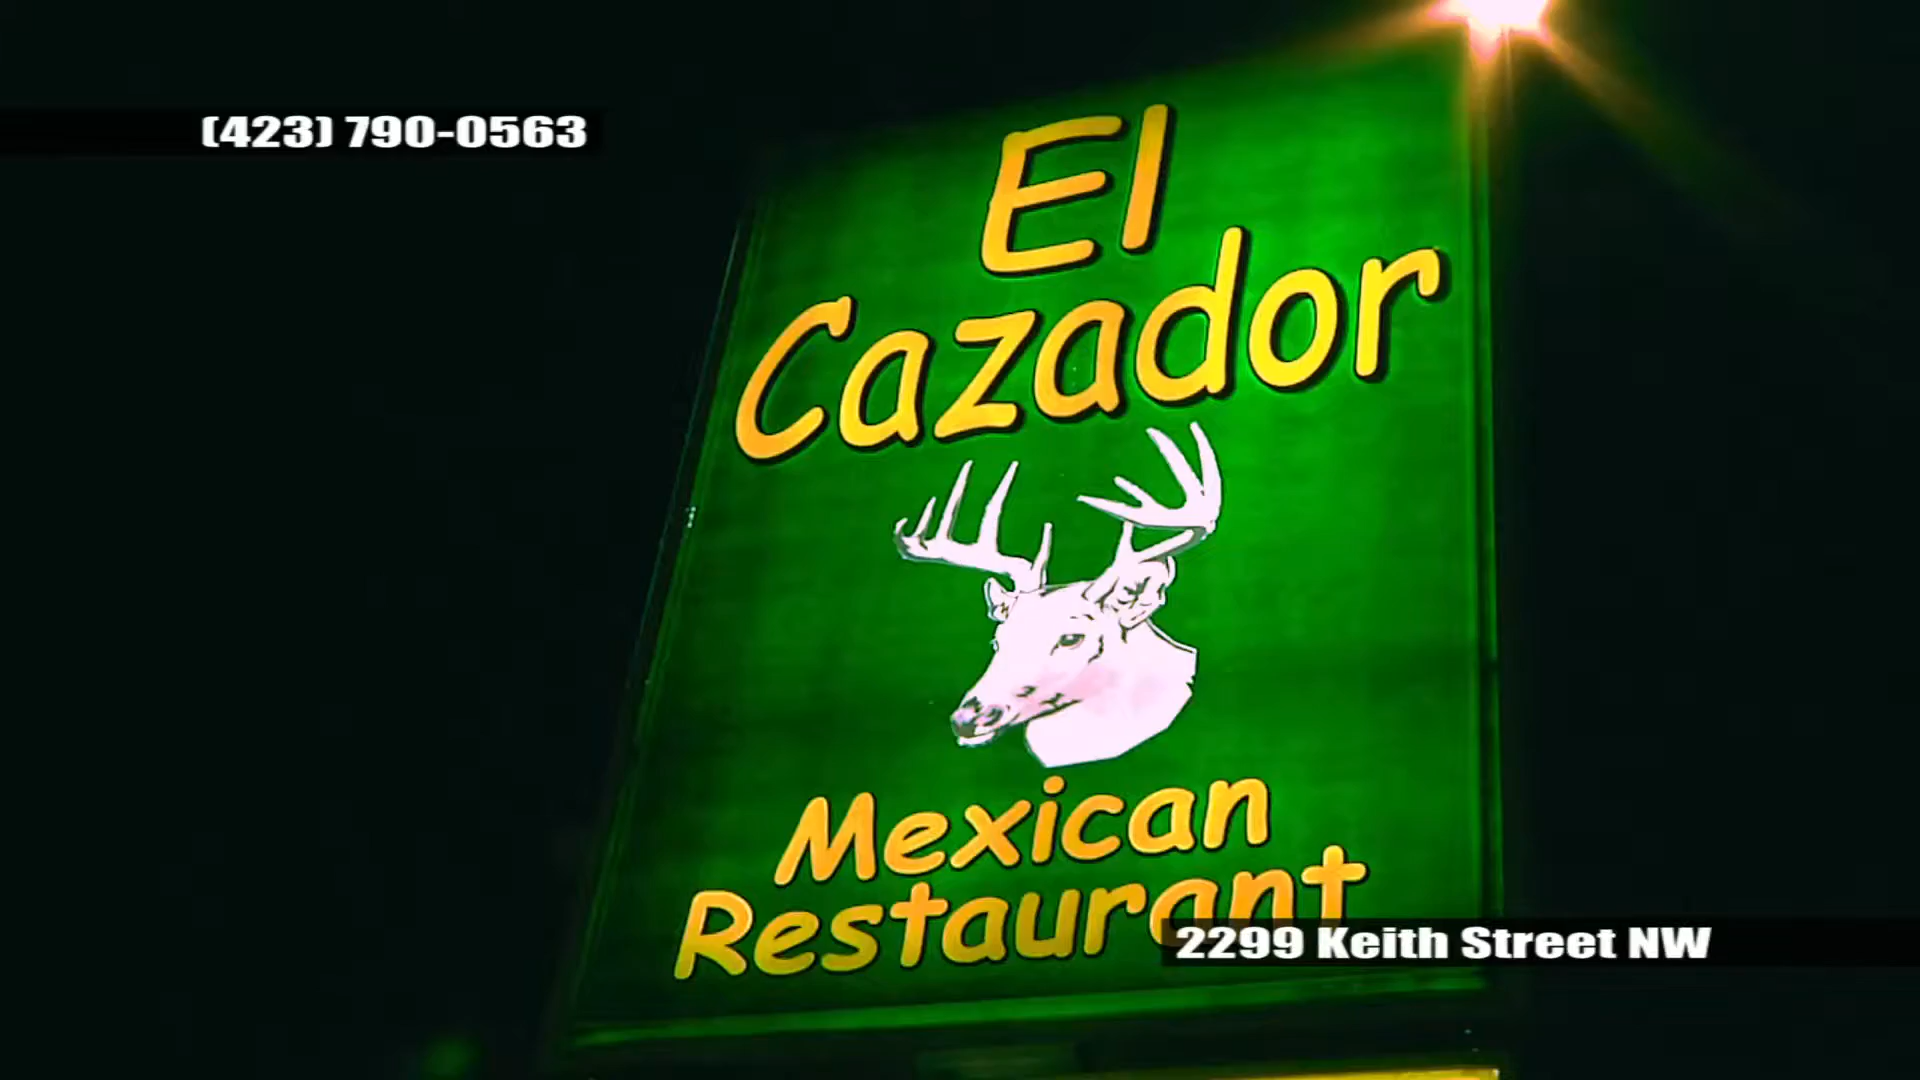 (423) 790-0563
El
Cazador
Mexican
Restaurant
2299 Keith Street NW